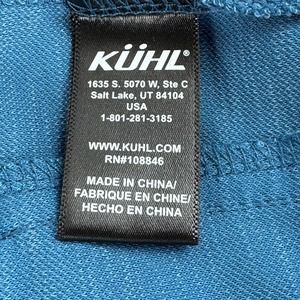 KÜHL®
1635 S. 5070 W, Ste C
Salt Lake, UT 84104
USA
1-801-281-3185
WWW.KUHL.COM
RN#108846
MADE IN CHINA/
FABRIQUE EN CHINE/
HECHO EN CHINA